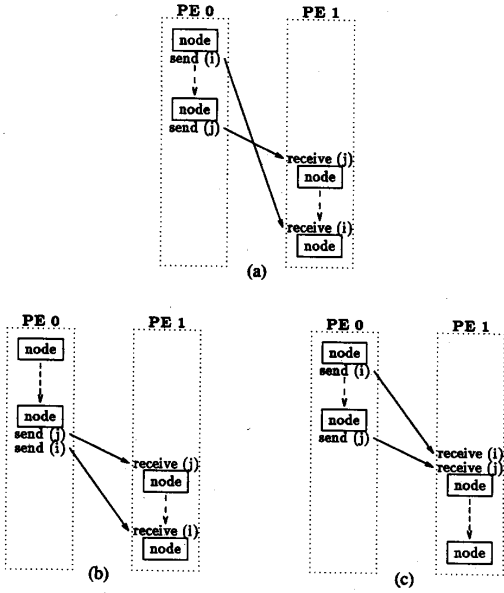 PE 0
PE 1
node
send (i)
node
send (j)
receive (j)
node
receive (i)
node
(a)
PE 0
PE 1
node
node
send (j)
send (i)
receive (j)
node
receive (i)
node
(b)
PE 0
PE 1
node
send (i)
node
send (j)
receive (i)
receive (j)
node
node
(c)